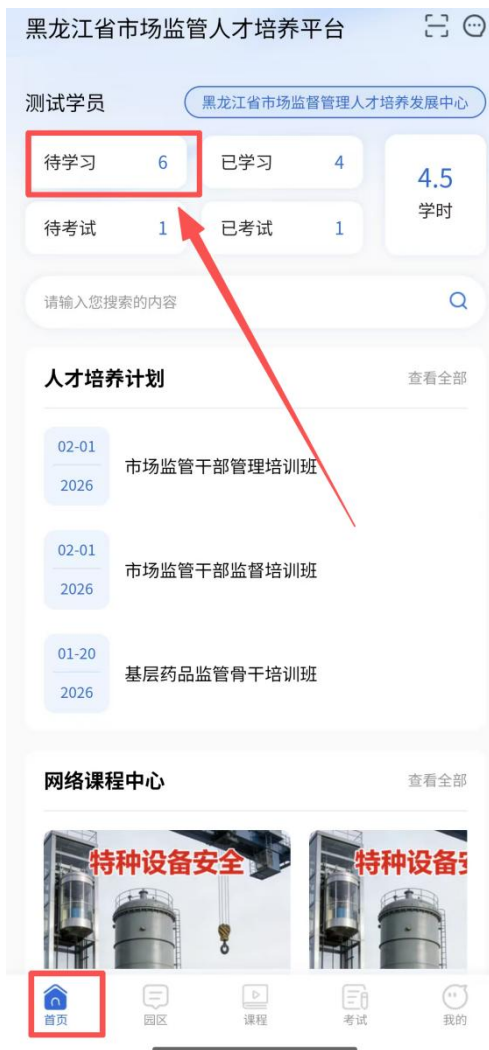 黑龙江省市场监管人才培养平台
测试学员
黑龙江省市场监督管理人才培养发展中心
待学习 6 已学习 4
4.5
学时
待考试 1 已考试 1
请输入您搜索的内容
人才培养计划 查看全部
02-01
2026
市场监管干部管理培训班
02-01
2026
市场监管干部监督培训班
01-20
2026
基层药品监管骨干培训班
网络课程中心 查看全部
特种设备安全 特种设备
首页 园区 课程 考试 我的